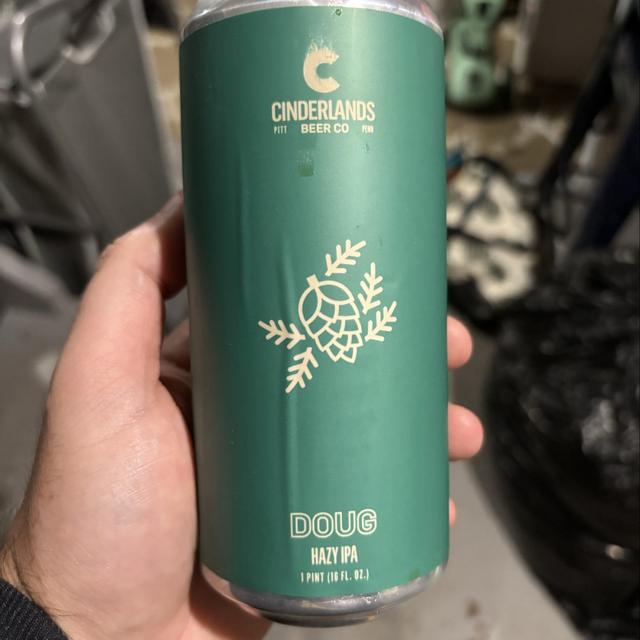 C
CINDERLANDS
PITT BEER CO PENN
DOUG
HAZY IPA
1 PINT (16 FL. OZ.)